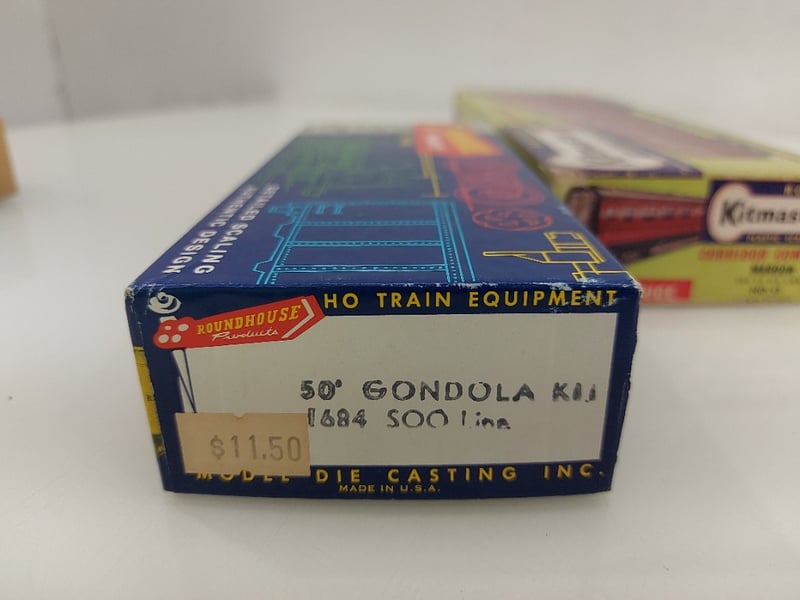 DETAILED SCALING
AUTHENTIC DESIGN
ROUNDHOUSE
Products
HO TRAIN EQUIPMENT
50' GONDOLA Kit
1684 SOO Line
$11.50
MODEL DIE CASTING INC.
MADE IN U.S.A.
Kitmas